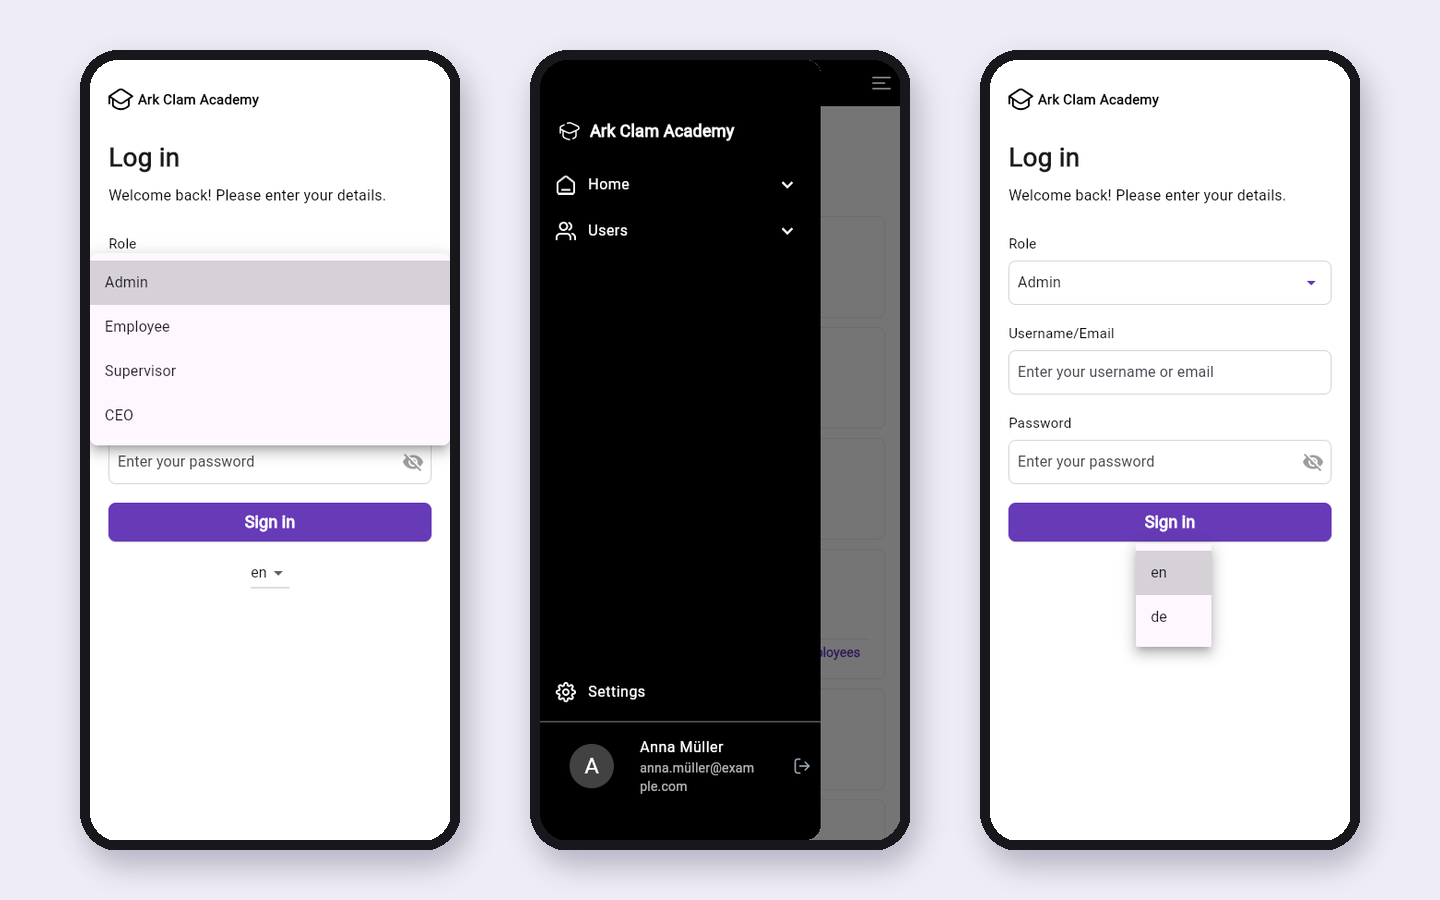 Ark Clam Academy
Log in
Welcome back! Please enter your details.
Role
Admin
Employee
Supervisor
CEO
Enter your password
Sign in
en
Ark Clam Academy
Home
Users
ployees
Settings
Anna Müller
anna.müller@exam
ple.com
A
Ark Clam Academy
Log in
Welcome back! Please enter your details.
Role
Admin
Username/Email
Enter your username or email
Password
Enter your password
Sign in
en
de